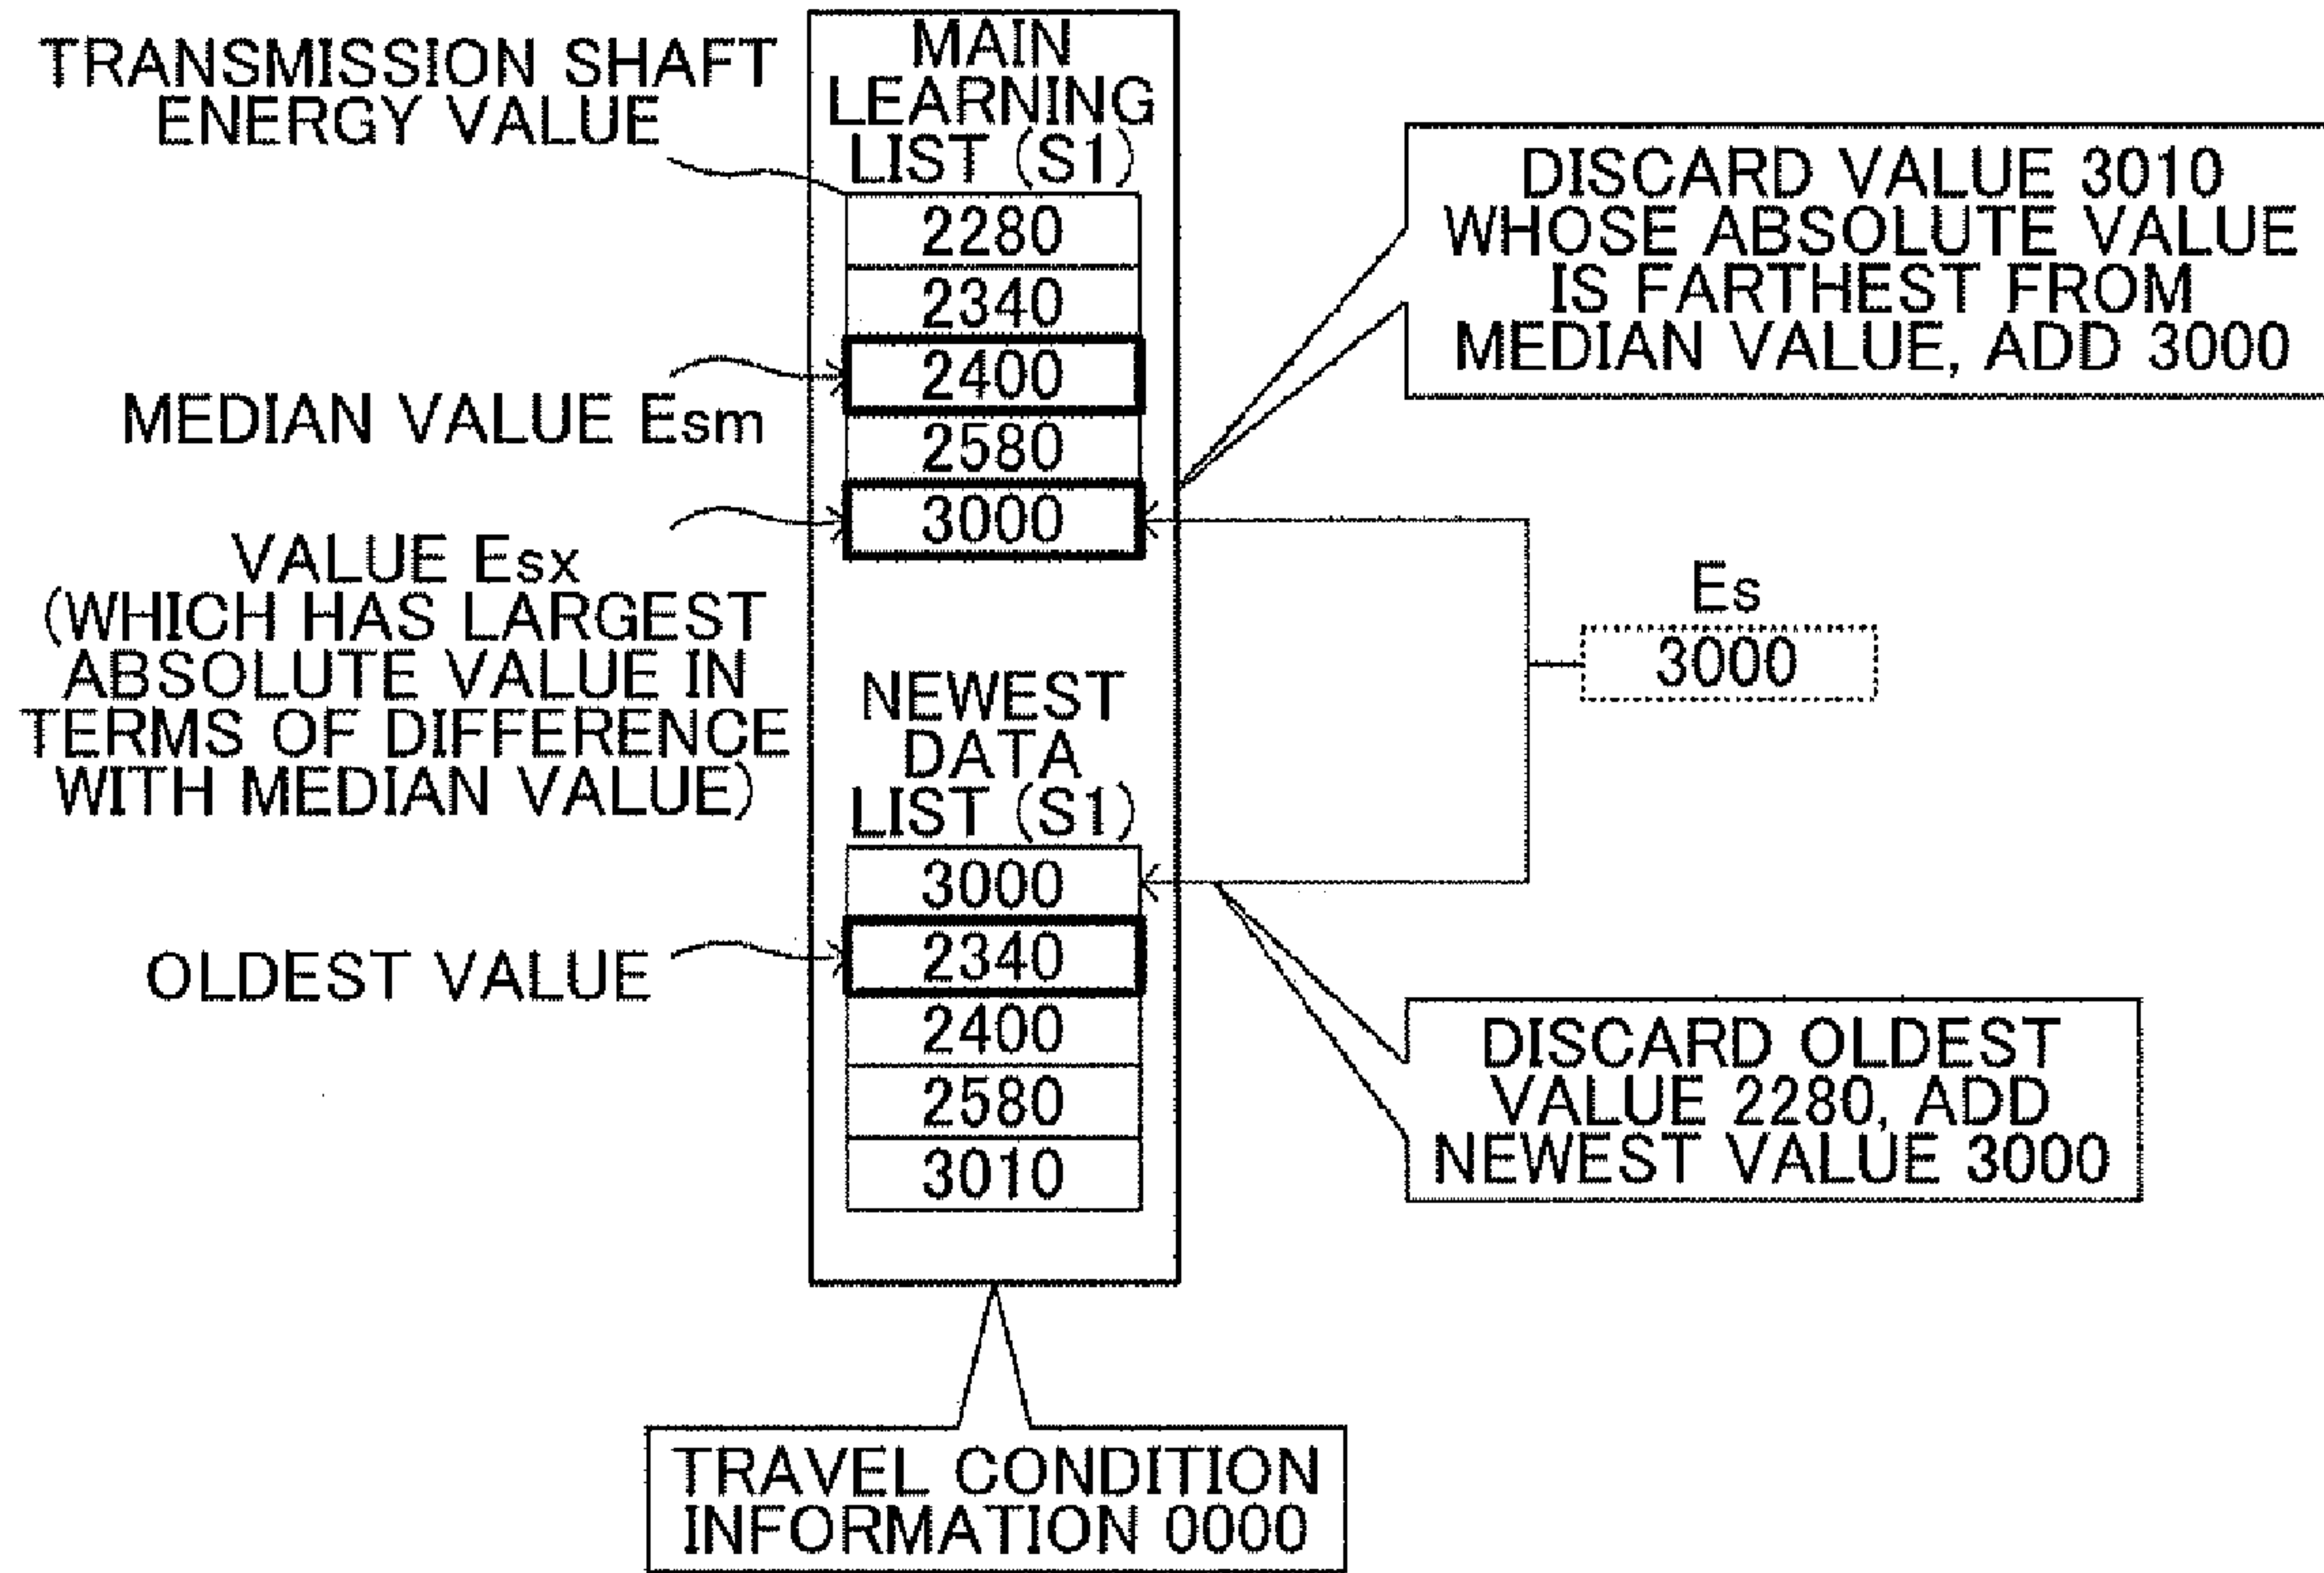 TRANSMISSION SHAFT
ENERGY VALUE
MEDIAN VALUE Esm
VALUE Esx
(WHICH HAS LARGEST
ABSOLUTE VALUE IN
TERMS OF DIFFERENCE
WITH MEDIAN VALUE)
OLDEST VALUE
MAIN
LEARNING
LIST (S1)
2280
2340
2400
2580
3000
NEWEST
DATA
LIST (S1)
3000
2340
2400
2580
3010
DISCARD VALUE 3010
WHOSE ABSOLUTE VALUE
IS FARTHEST FROM
MEDIAN VALUE, ADD 3000
Es
3000
DISCARD OLDEST
VALUE 2280, ADD
NEWEST VALUE 3000
TRAVEL CONDITION
INFORMATION 0000